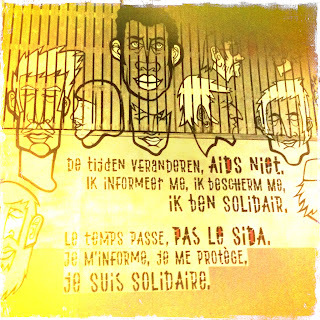 De tijden veranderen, AIDS niet.
Ik informeer me, ik bescherm me,
ik ben solidair.
Le temps passe, pas le sida.
Je m'informe, je me protège,
je suis solidaire.